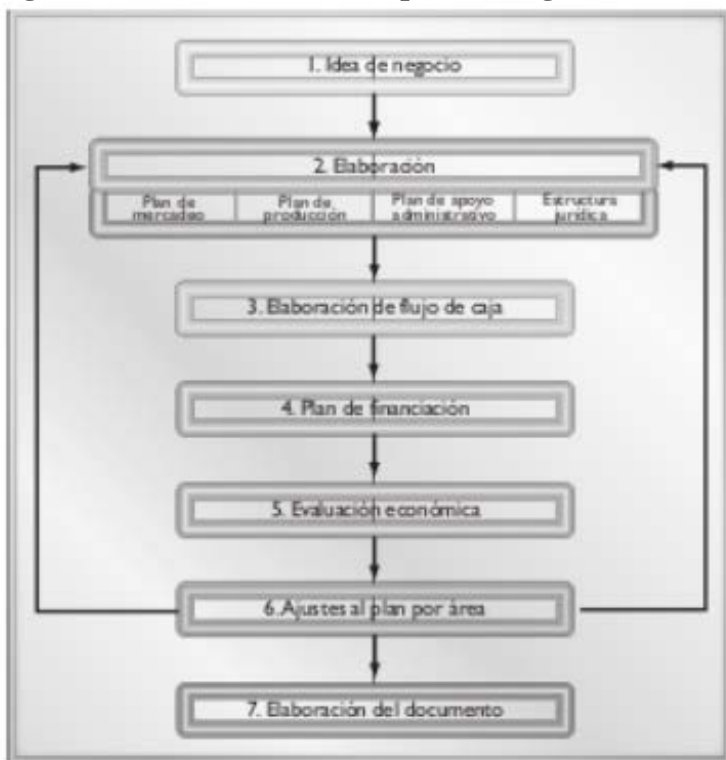 1. Idea de negocio
2. Elaboración
Plan de mercadeo
Plan de producción
Plan de apoyo administrativo
Estructura jurídica
3. Elaboración de flujo de caja
4. Plan de financiación
5. Evaluación económica
6. Ajustes al plan por área
7. Elaboración del documento